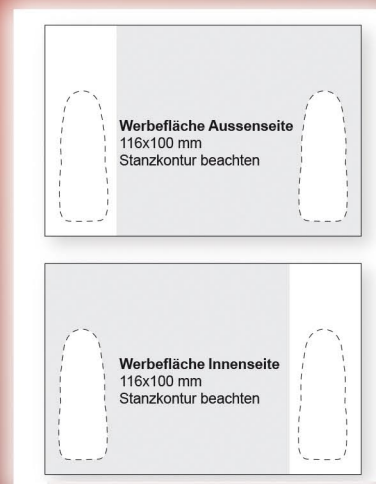 Werbefläche Aussenseite
116x100 mm
Stanzkontur beachten
Werbefläche Innenseite
116x100 mm
Stanzkontur beachten